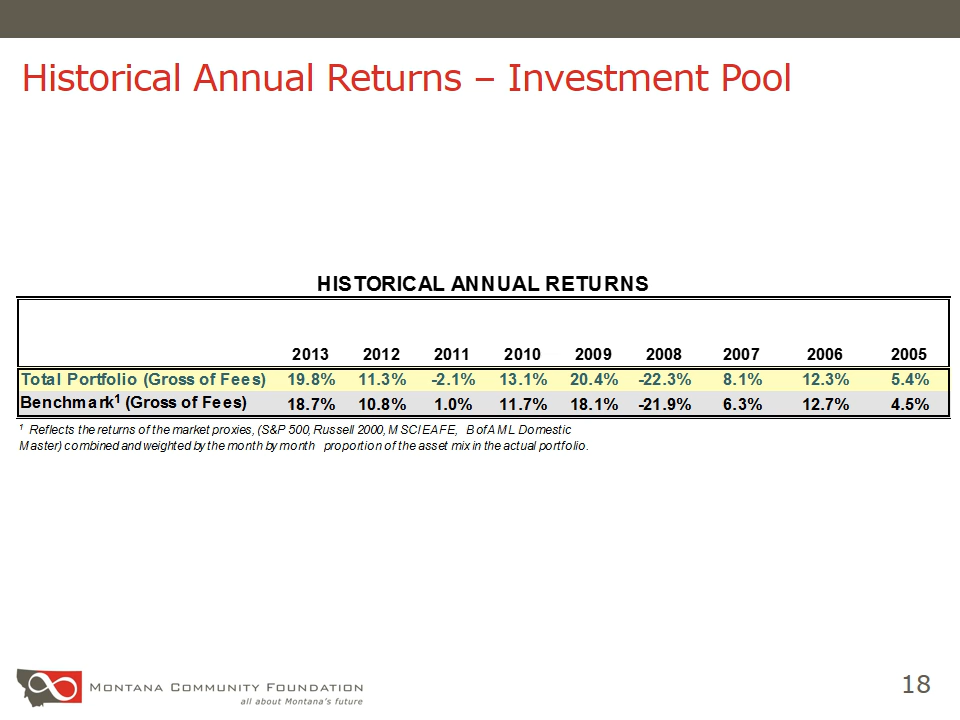 Historical Annual Returns – Investment Pool
HISTORICAL ANNUAL RETURNS
2013 2012 2011 2010 2009 2008 2007 2006 2005
Total Portfolio (Gross of Fees) 19.8% 11.3% -2.1% 13.1% 20.4% -22.3% 8.1% 12.3% 5.4%
Benchmark¹ (Gross of Fees) 18.7% 10.8% 1.0% 11.7% 18.1% -21.9% 6.3% 12.7% 4.5%
¹ Reflects the returns of the market proxies, (S&P 500, Russell 2000, MSCI EAFE, BofAML Domestic
Master) combined and weighted by the month by month proportion of the asset mix in the actual portfolio.
MONTANA COMMUNITY FOUNDATION
all about Montana's future
18